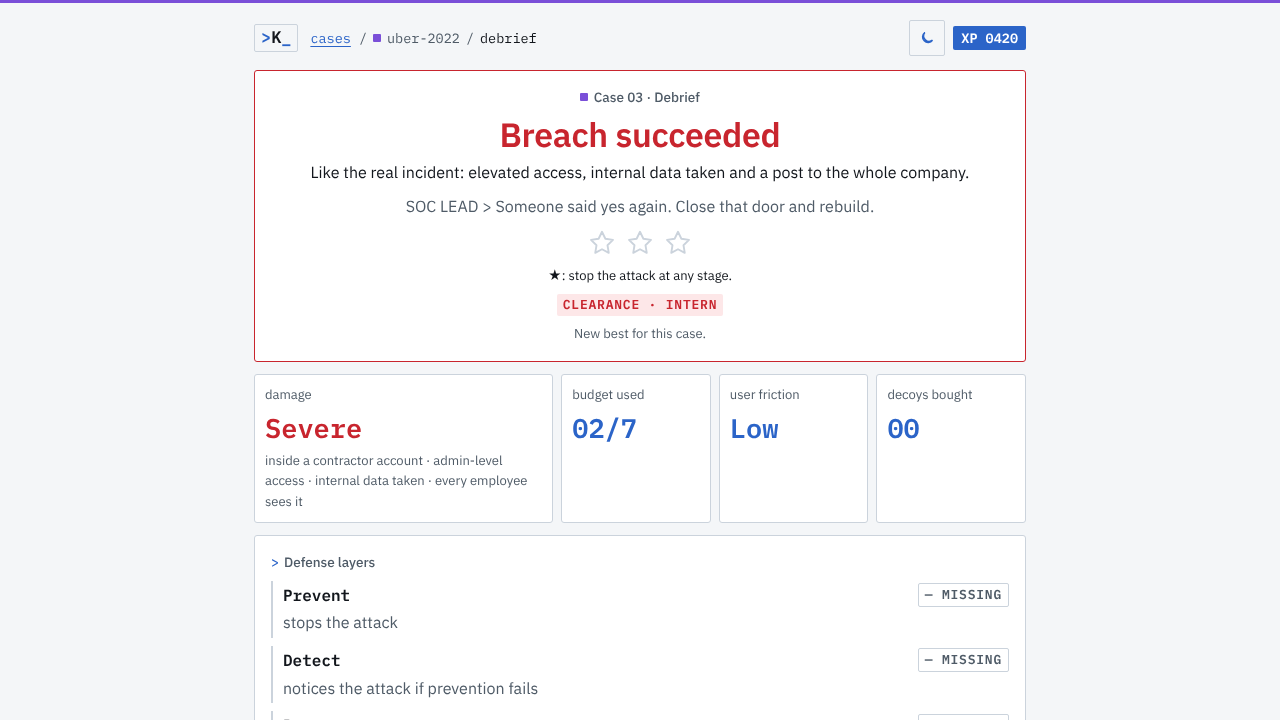 >K_ cases / uber-2022 / debrief XP 0420
Case 03 · Debrief
Breach succeeded
Like the real incident: elevated access, internal data taken and a post to the whole company.
SOC LEAD > Someone said yes again. Close that door and rebuild.
★: stop the attack at any stage.
CLEARANCE · INTERN
New best for this case.
damage
Severe
inside a contractor account · admin-level
access · internal data taken · every employee
sees it
budget used
02/7
user friction
Low
decoys bought
00
> Defense layers
Prevent — MISSING
stops the attack
Detect — MISSING
notices the attack if prevention fails